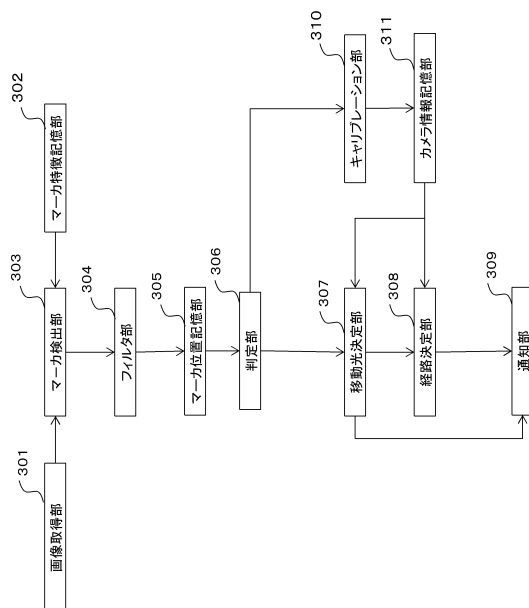 301
画像取得部
302
マーカ特徴記憶部
303
マーカ検出部
304
フィルタ部
305
マーカ位置記憶部
306
判定部
307
移動光決定部
308
経路決定部
309
通知部
310
キャリブレーション部
311
カメラ情報記憶部